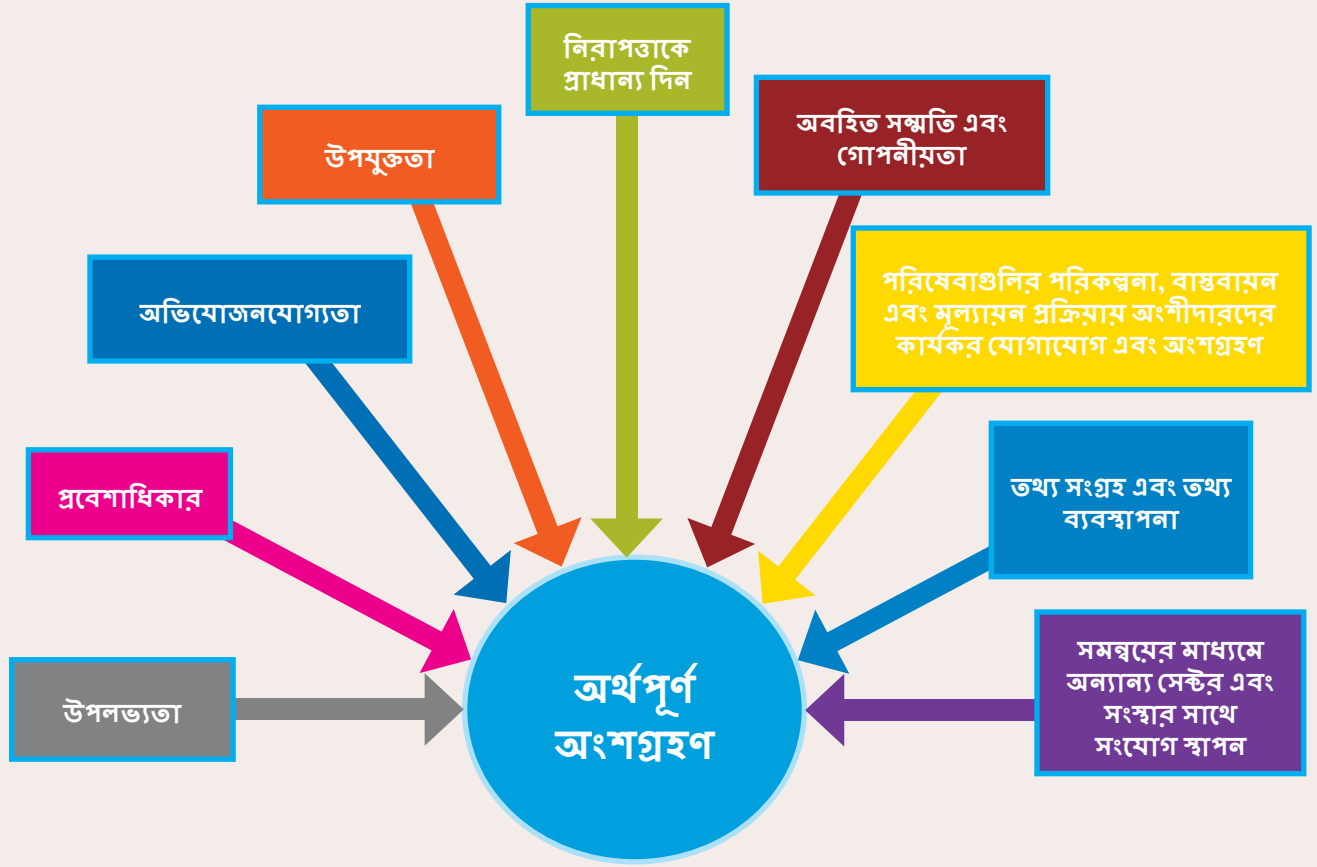 নিরাপত্তাকে
প্রাধান্য দিন
অবহিত সম্মতি এবং
গোপনীয়তা
উপযুক্ততা
পরিষেবাগুলির পরিকল্পনা, বাস্তবায়ন
এবং মূল্যায়ন প্রক্রিয়ায় অংশীদারদের
কার্যকর যোগাযোগ এবং অংশগ্রহণ
অভিযোজনযোগ্যতা
তথ্য সংগ্রহ এবং তথ্য
ব্যবস্থাপনা
প্রবেশাধিকার
সমন্বয়ের মাধ্যমে
অন্যান্য সেক্টর এবং
সংস্থার সাথে
সংযোগ স্থাপন
উপলভ্যতা
অর্থপূর্ণ
অংশগ্রহণ